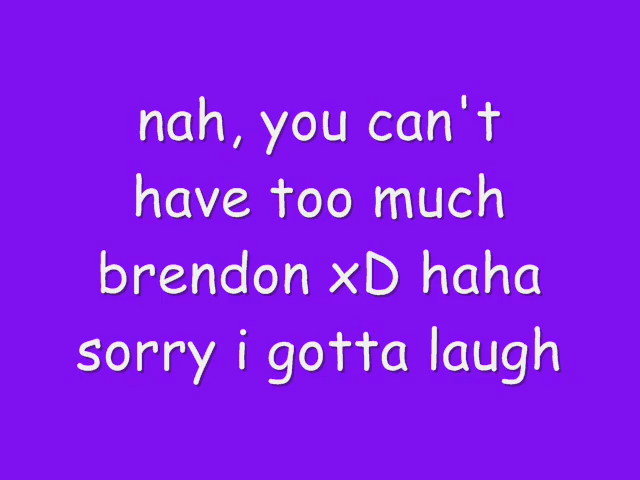 nah, you can't
have too much
brendon xD haha
sorry i gotta laugh